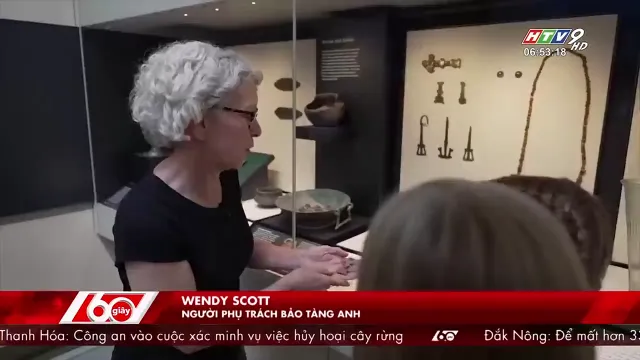 HTV9 HD
06:53:18
60 giây
WENDY SCOTT
NGƯỜI PHỤ TRÁCH BẢO TÀNG ANH
Thanh Hóa: Công an vào cuộc xác minh vụ việc hủy hoại cây rừng
60
Đắk Nông: Để mất hơn 3